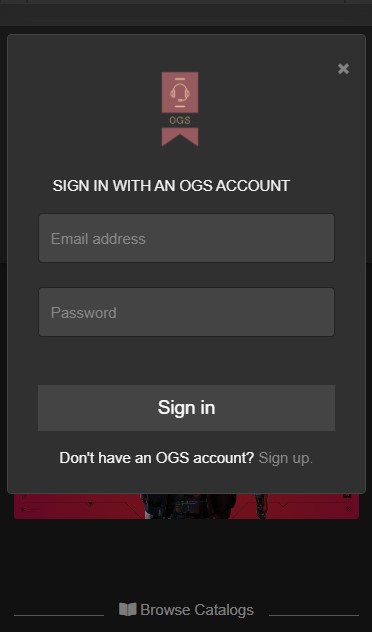 OGS
SIGN IN WITH AN OGS ACCOUNT
Email address
Password
Sign in
Don't have an OGS account? Sign up.
Browse Catalogs